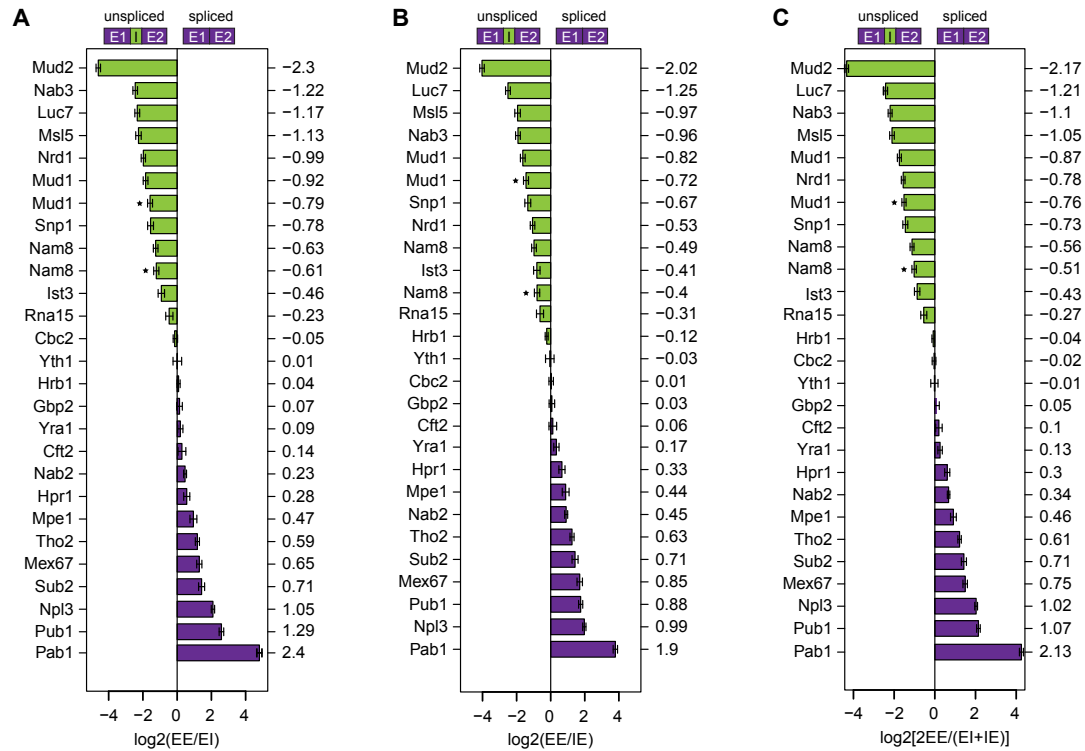 A
unspliced spliced
E1 I E2 E1 E2
Mud2 −2.3
Nab3 −1.22
Luc7 −1.17
Msl5 −1.13
Nrd1 −0.99
Mud1 −0.92
Mud1 ★ −0.79
Snp1 −0.78
Nam8 −0.63
Nam8 ★ −0.61
Ist3 −0.46
Rna15 −0.23
Cbc2 −0.05
Yth1 0.01
Hrb1 0.04
Gbp2 0.07
Yra1 0.09
Cft2 0.14
Nab2 0.23
Hpr1 0.28
Mpe1 0.47
Tho2 0.59
Mex67 0.65
Sub2 0.71
Npl3 1.05
Pub1 1.29
Pab1 2.4
−4 −2 0 2 4
log2(EE/EI)
B
unspliced spliced
E1 I E2 E1 E2
Mud2 −2.02
Luc7 −1.25
Msl5 −0.97
Nab3 −0.96
Mud1 −0.82
Mud1 ★ −0.72
Snp1 −0.67
Nrd1 −0.53
Nam8 −0.49
Ist3 −0.41
Nam8 ★ −0.4
Rna15 −0.31
Hrb1 −0.12
Yth1 −0.03
Cbc2 0.01
Gbp2 0.03
Cft2 0.06
Yra1 0.17
Hpr1 0.33
Mpe1 0.44
Nab2 0.45
Tho2 0.63
Sub2 0.71
Mex67 0.85
Pub1 0.88
Npl3 0.99
Pab1 1.9
−4 −2 0 2 4
log2(EE/IE)
C
unspliced spliced
E1 I E2 E1 E2
Mud2 −2.17
Luc7 −1.21
Nab3 −1.1
Msl5 −1.05
Mud1 −0.87
Nrd1 −0.78
Mud1 ★ −0.76
Snp1 −0.73
Nam8 −0.56
Nam8 ★ −0.51
Ist3 −0.43
Rna15 −0.27
Hrb1 −0.04
Cbc2 −0.02
Yth1 −0.01
Gbp2 0.05
Cft2 0.1
Yra1 0.13
Hpr1 0.3
Nab2 0.34
Mpe1 0.46
Tho2 0.61
Sub2 0.71
Mex67 0.75
Npl3 1.02
Pub1 1.07
Pab1 2.13
−4 −2 0 2 4
log2[2EE/(EI+IE)]